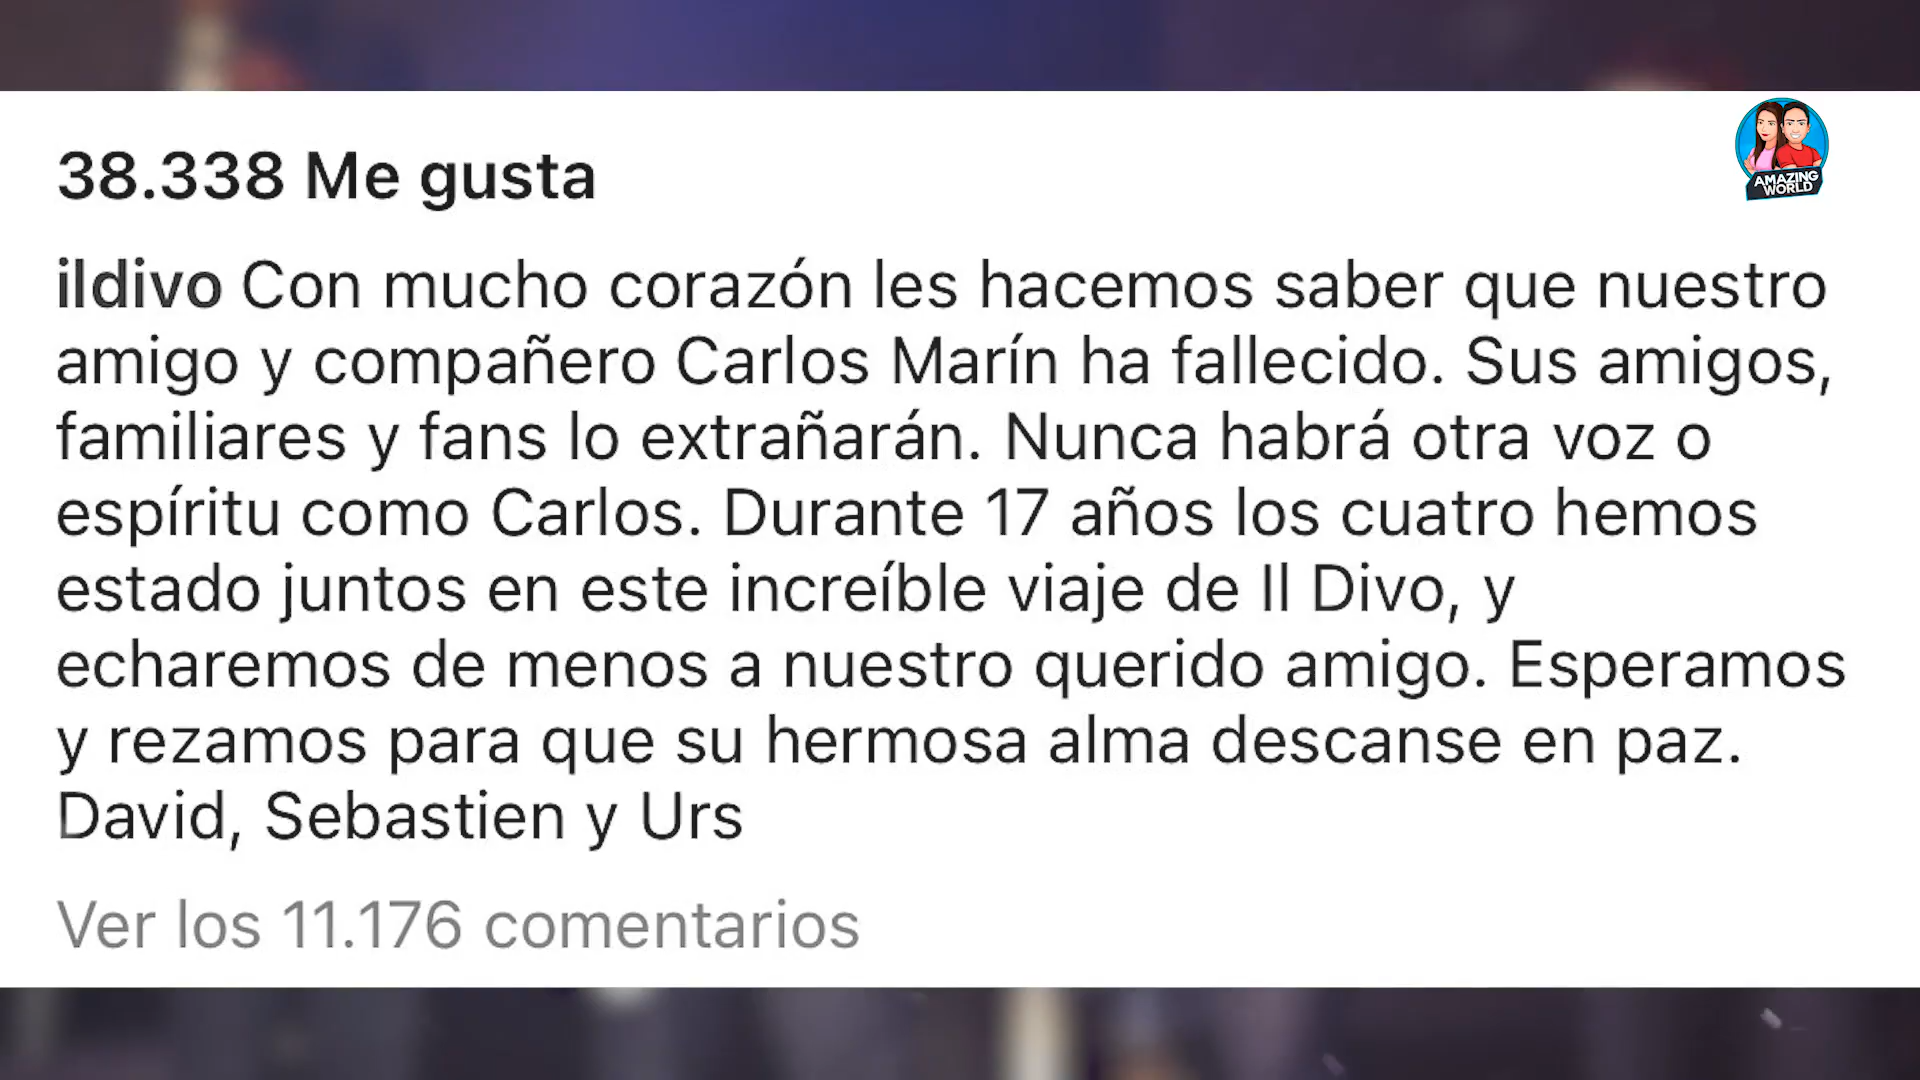 38.338 Me gusta
AMAZING
WORLD
ildivo Con mucho corazón les hacemos saber que nuestro
amigo y compañero Carlos Marín ha fallecido. Sus amigos,
familiares y fans lo extrañarán. Nunca habrá otra voz o
espíritu como Carlos. Durante 17 años los cuatro hemos
estado juntos en este increíble viaje de Il Divo, y
echaremos de menos a nuestro querido amigo. Esperamos
y rezamos para que su hermosa alma descanse en paz.
David, Sebastien y Urs
Ver los 11.176 comentarios